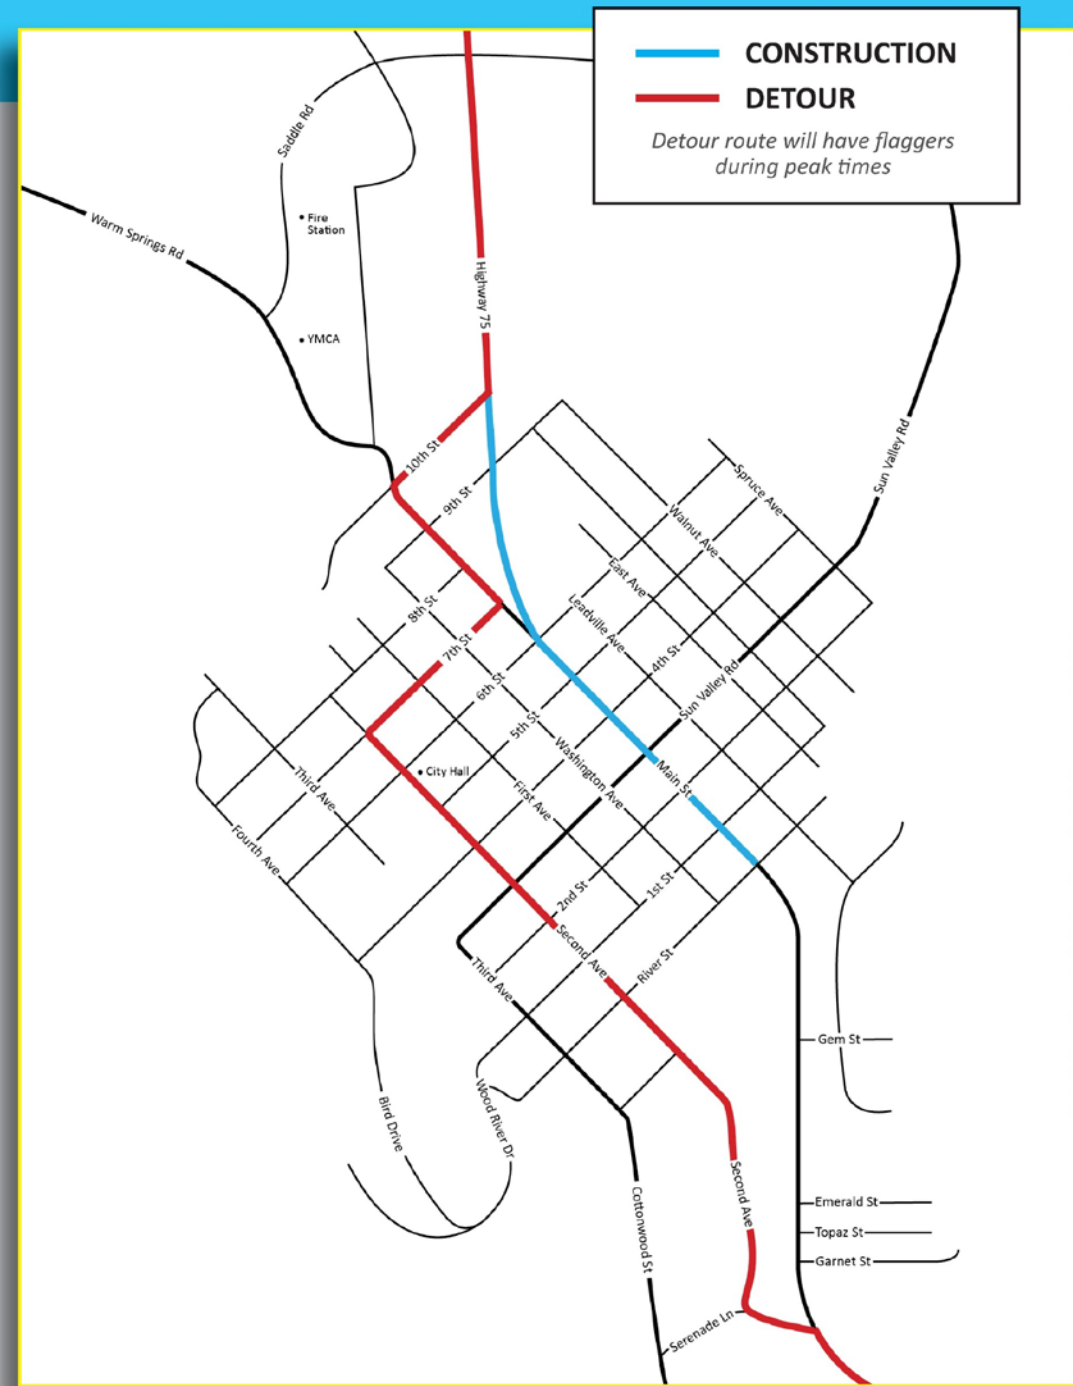 CONSTRUCTION
DETOUR
Detour route will have flaggers
during peak times
Saddle Rd
Warm Springs Rd
Fire
Station
Highway 75
YMCA
10th St
9th St
Sun Valley Rd
Spruce Ave
Walnut Ave
East Ave
Leadville Ave
8th St
7th St
4th St
6th St
Sun Valley Rd
5th St
City Hall
Washington Ave
Main St
Third Ave
First Ave
Fourth Ave
2nd St
1st St
Second Ave
River St
Third Ave
Gem St
Bird Drive
Wood River Dr
Second Ave
Cottonwood St
Emerald St
Topaz St
Garnet St
Serenade Ln